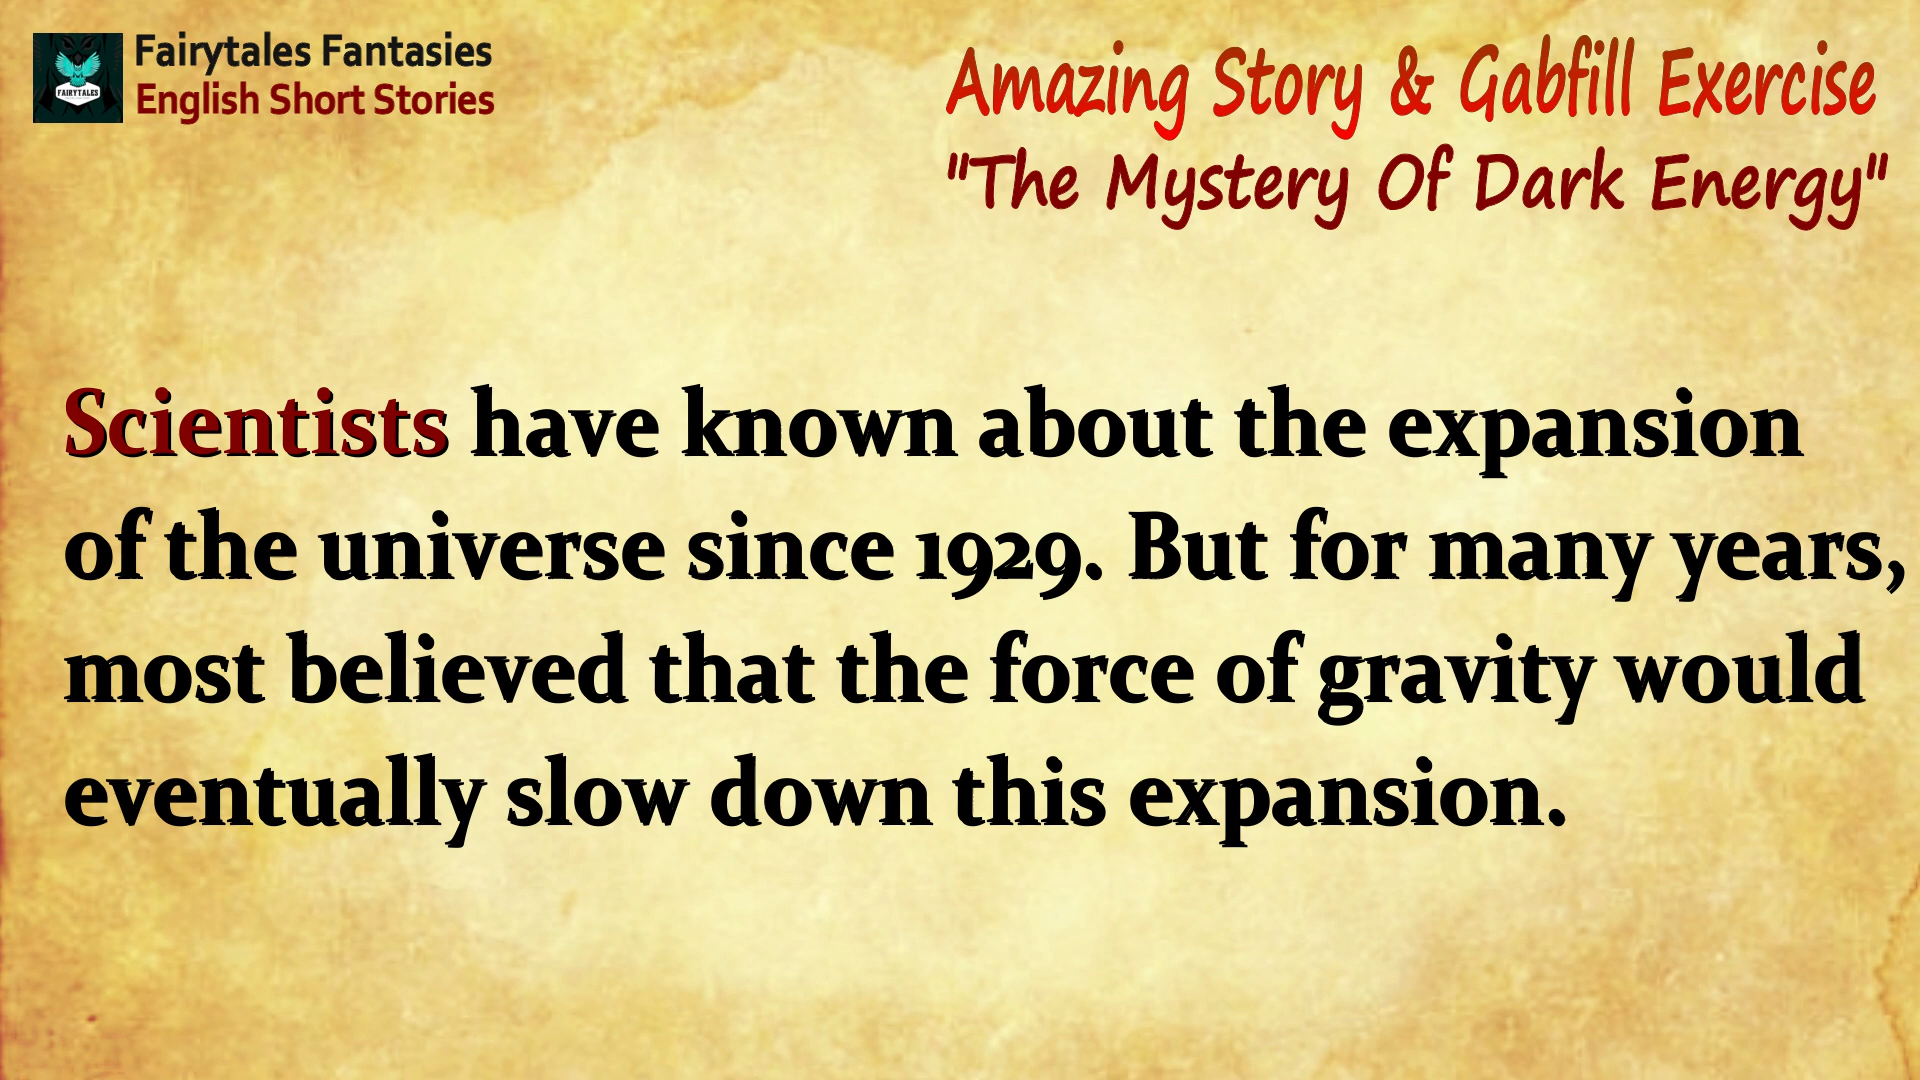 Fairytales Fantasies
English Short Stories
FAIRYTALES
Amazing Story & Gabfill Exercise
"The Mystery Of Dark Energy"
Scientists have known about the expansion
of the universe since 1929. But for many years,
most believed that the force of gravity would
eventually slow down this expansion.